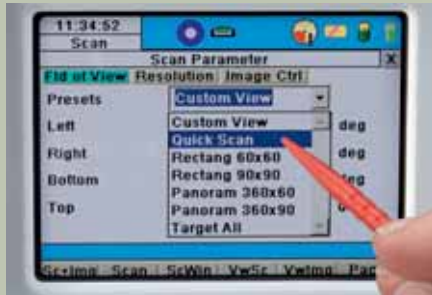 11:34:52
Scan
Scan Parameter X
Fld of View Resolution Image Ctrl
Presets Custom View
Left Custom View deg
Quick Scan
Right Rectang 60x60 deg
Bottom Rectang 90x90
Panoram 360x60
Top Panoram 360x90
Target All
Sc+Img Scan ScWin VwSc VwImg